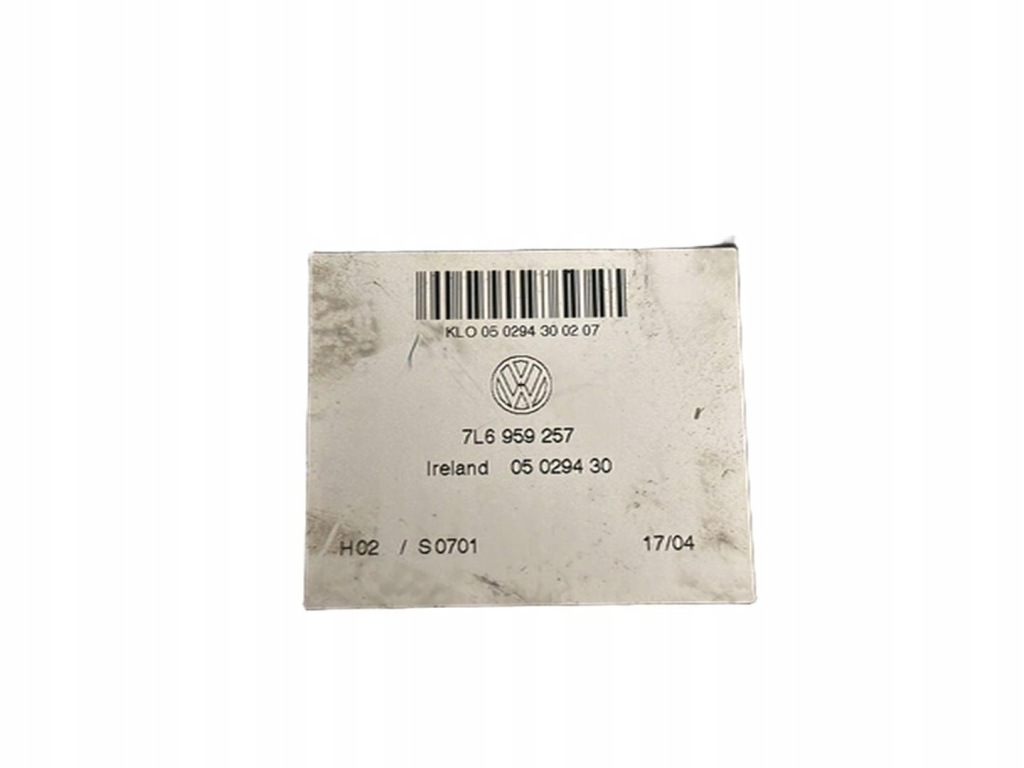 KLO 05 0294 30 02 07
7L6 959 257
Ireland 05 0294 30
H02 / S0701 17/04